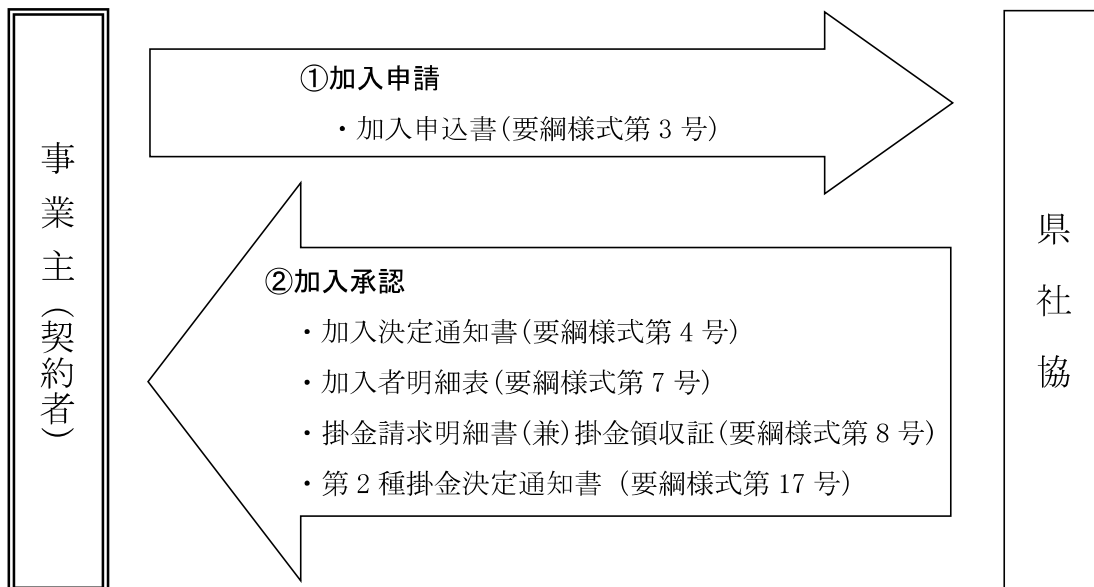 事業主(契約者)
①加入申請
・加入申込書(要綱様式第3号)
②加入承認
・加入決定通知書(要綱様式第4号)
・加入者明細表(要綱様式第7号)
・掛金請求明細書(兼)掛金領収証(要綱様式第8号)
・第2種掛金決定通知書 (要綱様式第17号)
県社協